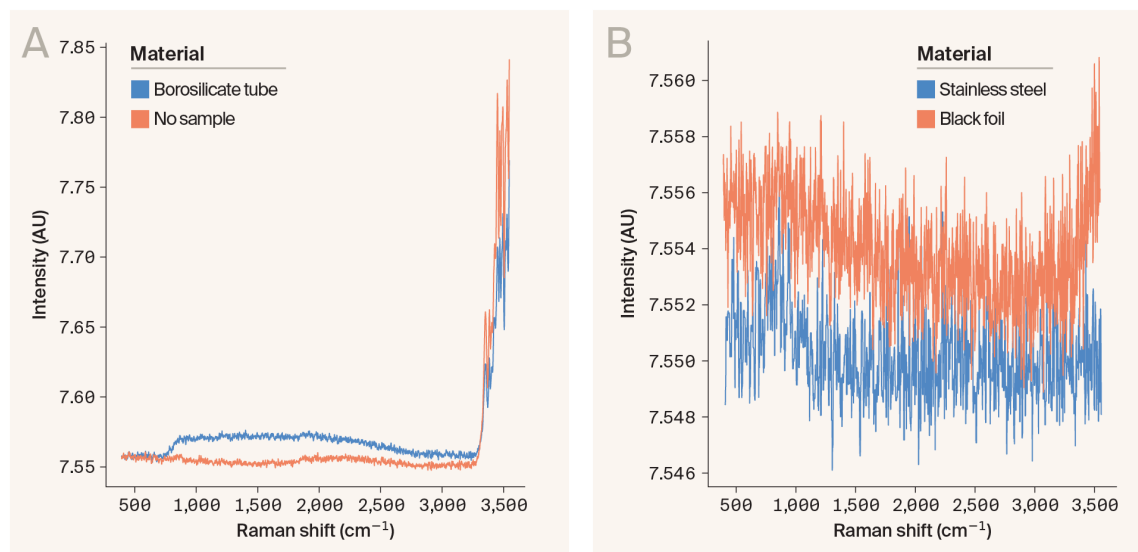 A
Material
Borosilicate tube
No sample
7.85
7.80
7.75
7.70
7.65
7.60
7.55
Intensity (AU)
500 1,000 1,500 2,000 2,500 3,000 3,500
Raman shift (cm⁻¹)
B
Material
Stainless steel
Black foil
7.560
7.558
7.556
7.554
7.552
7.550
7.548
7.546
Intensity (AU)
500 1,000 1,500 2,000 2,500 3,000 3,500
Raman shift (cm⁻¹)